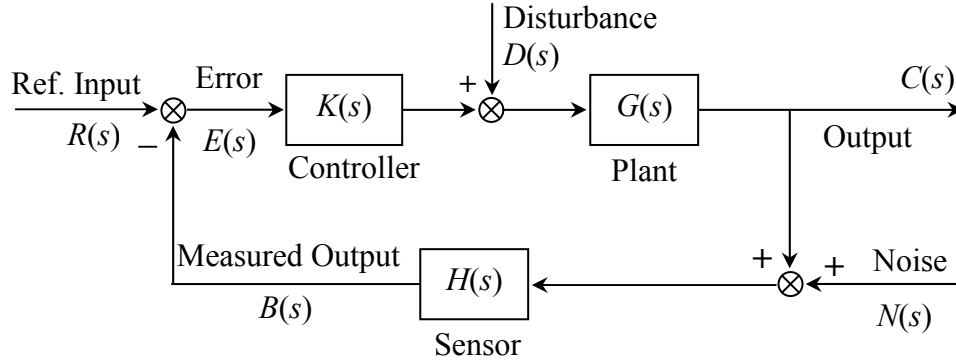 Disturbance
D(s)
Ref. Input
R(s)
−
Error
E(s)
K(s)
Controller
+
G(s)
Plant
C(s)
Output
Measured Output
B(s)
H(s)
Sensor
+
+
Noise
N(s)